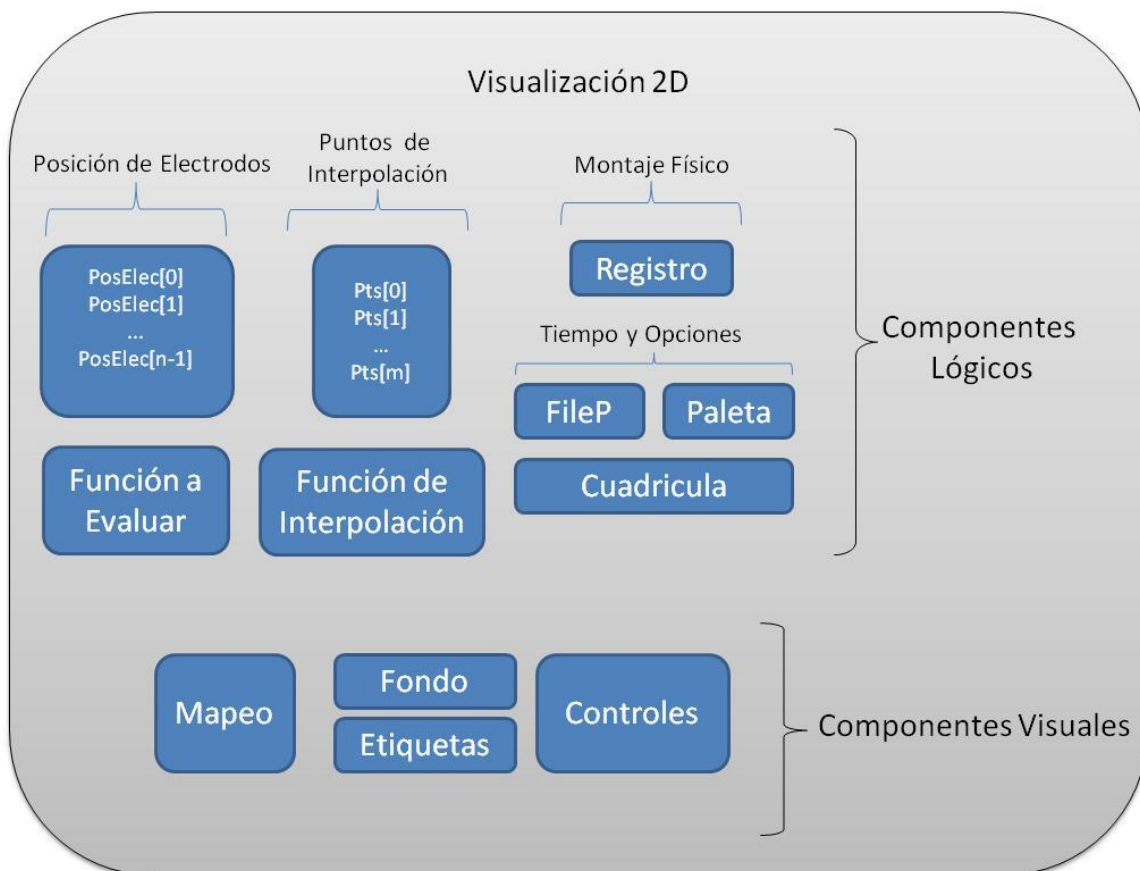 Visualización 2D
Posición de Electrodos
Puntos de
Interpolación
Montaje Físico
PosElec[0]
PosElec[1]
...
PosElec[n-1]
Pts[0]
Pts[1]
...
Pts[m]
Registro
Tiempo y Opciones
FileP
Paleta
Cuadricula
Función a
Evaluar
Función de
Interpolación
Componentes
Lógicos
Mapeo
Fondo
Etiquetas
Controles
Componentes Visuales